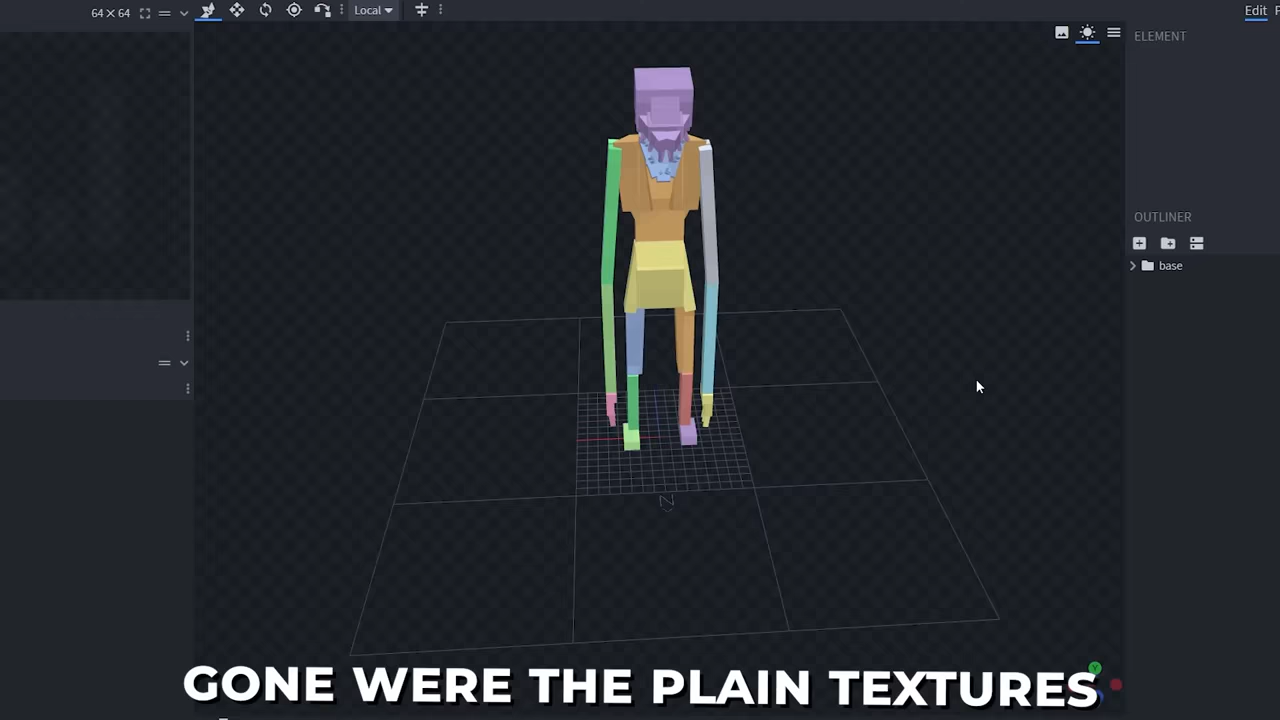 64×64
Local
Edit
ELEMENT
OUTLINER
base
N
Y
GONE WERE THE PLAIN TEXTURES